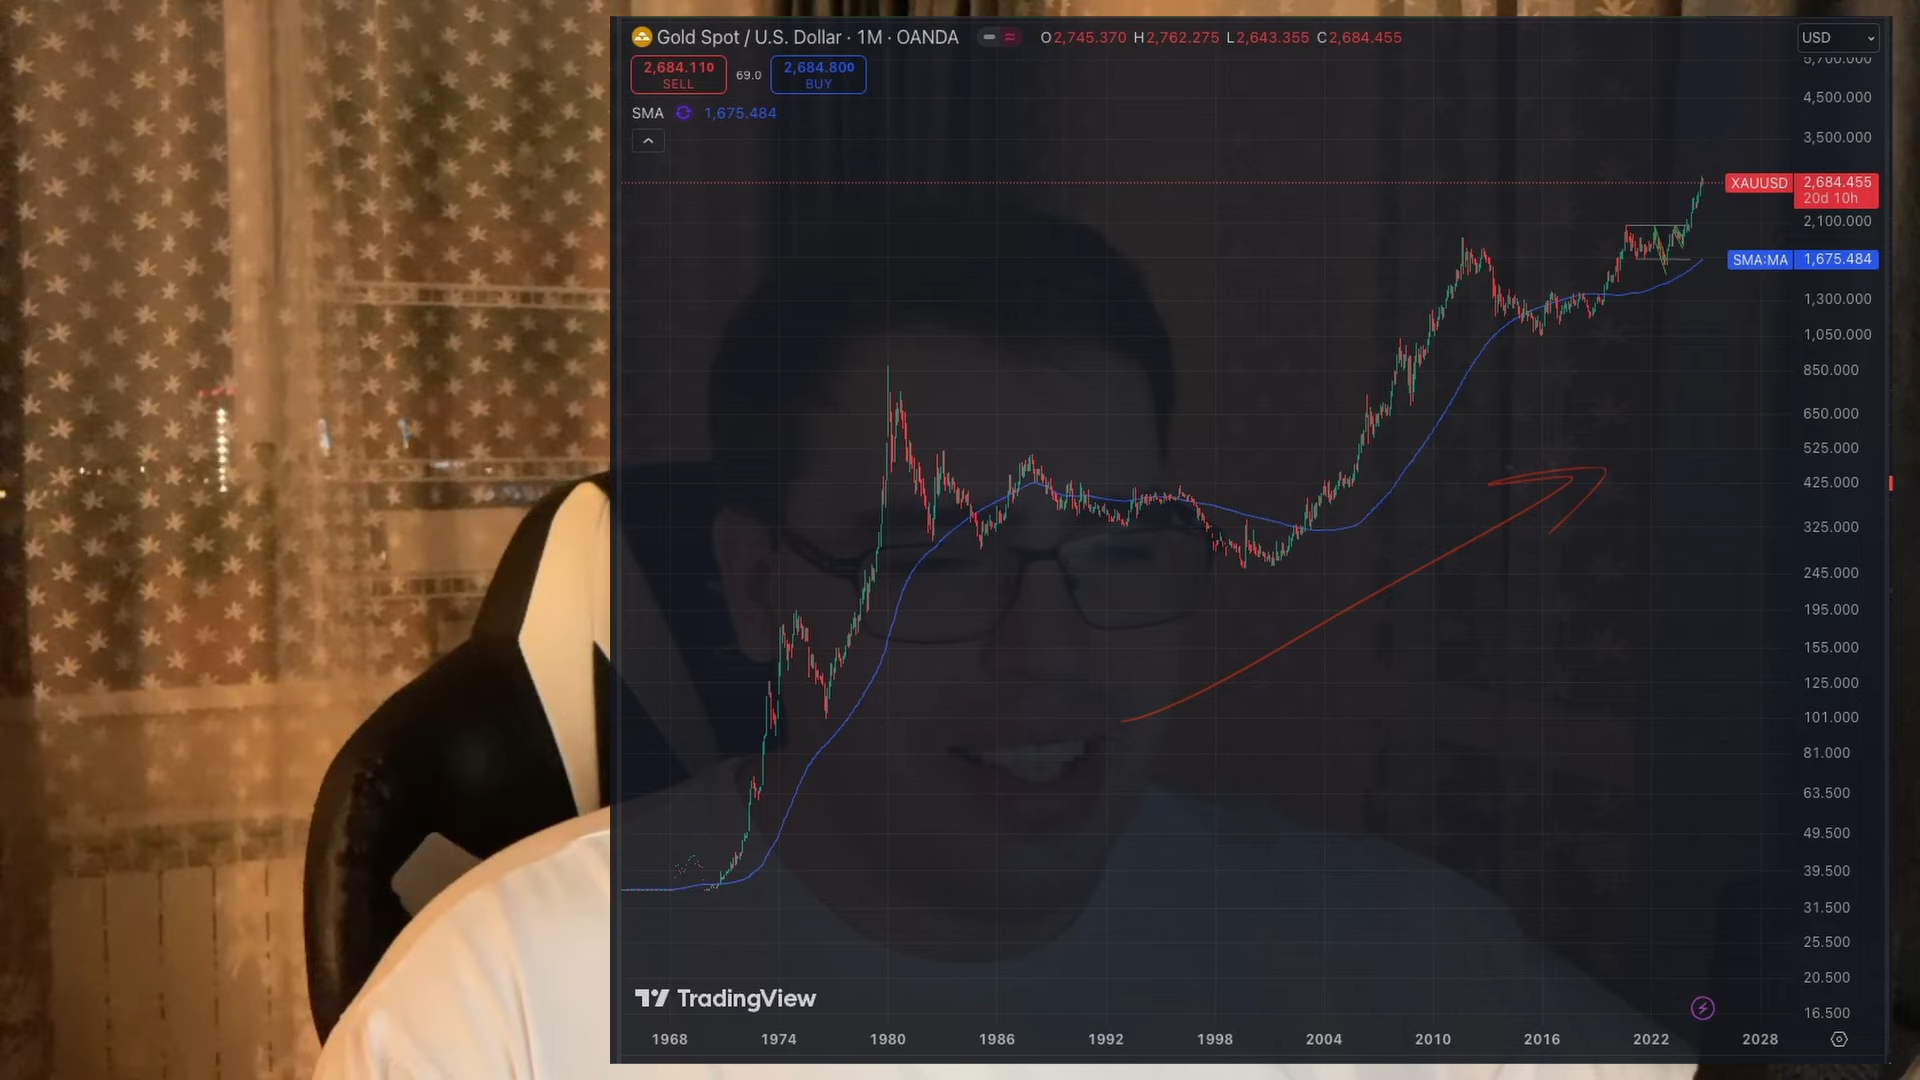 Gold Spot / U.S. Dollar · 1M · OANDA
O2,745.370 H2,762.275 L2,643.355 C2,684.455
USD
2,684.110
SELL
69.0
2,684.800
BUY
SMA 1,675.484
5,700.000
4,500.000
3,500.000
XAUUSD 2,684.455
20d 10h
2,100.000
SMA:MA 1,675.484
1,300.000
1,050.000
850.000
650.000
525.000
425.000
325.000
245.000
195.000
155.000
125.000
101.000
81.000
63.500
49.500
39.500
31.500
25.500
20.500
16.500
TradingView
1968 1974 1980 1986 1992 1998 2004 2010 2016 2022 2028